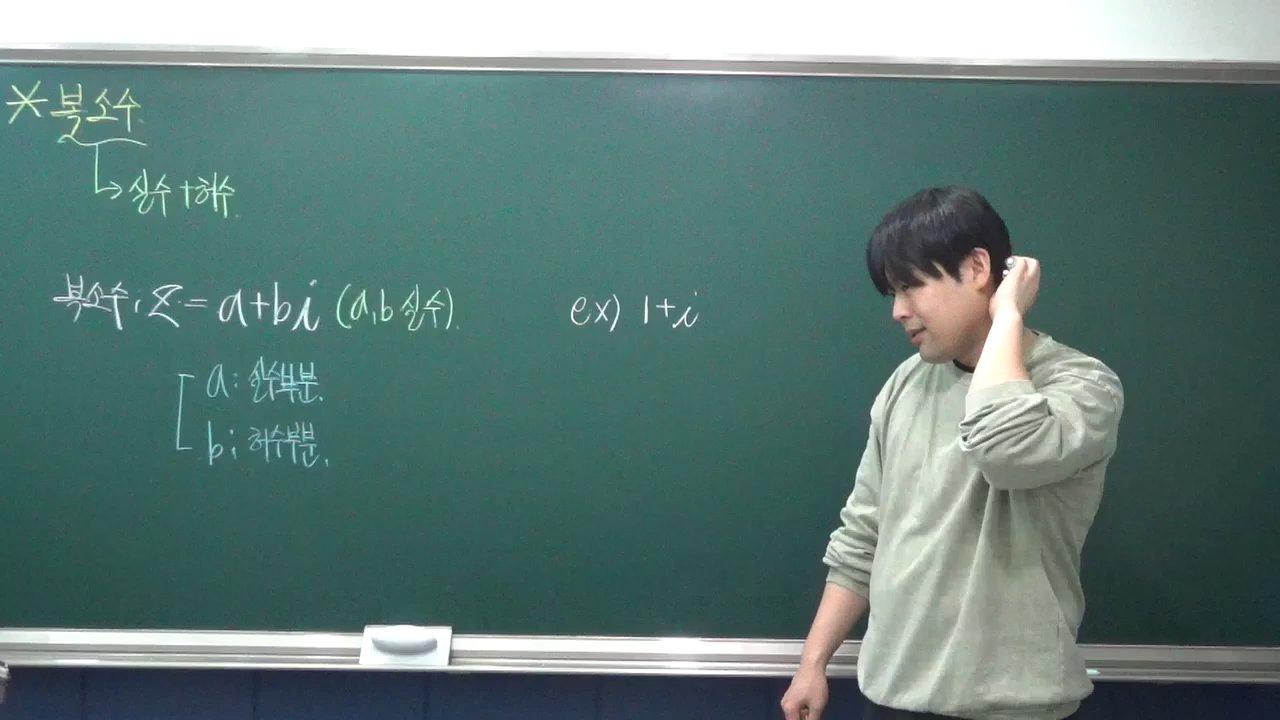 * 복소수.
→ 실수+허수.
복소수 : z = a+bi (a, b 실수).
ex) 1+i
a : 실수부분.
b : 허수부분.